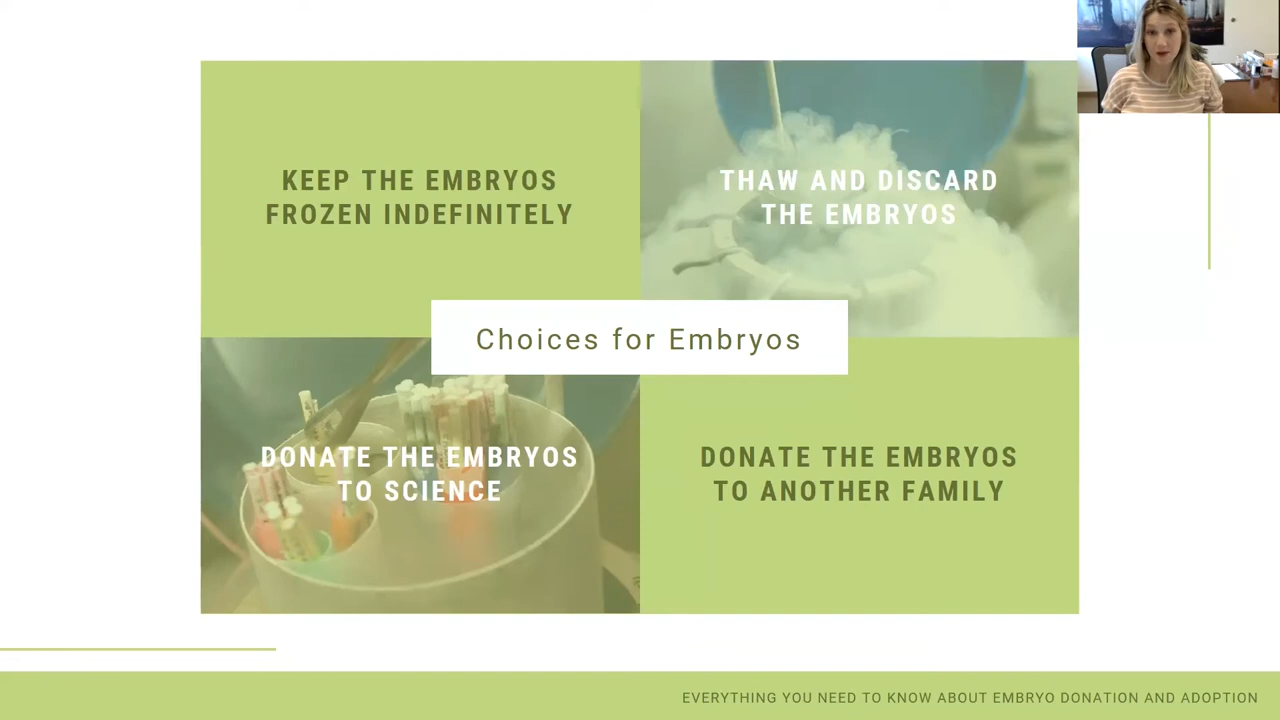 KEEP THE EMBRYOS
FROZEN INDEFINITELY
THAW AND DISCARD
THE EMBRYOS
Choices for Embryos
DONATE THE EMBRYOS
TO SCIENCE
DONATE THE EMBRYOS
TO ANOTHER FAMILY
EVERYTHING YOU NEED TO KNOW ABOUT EMBRYO DONATION AND ADOPTION